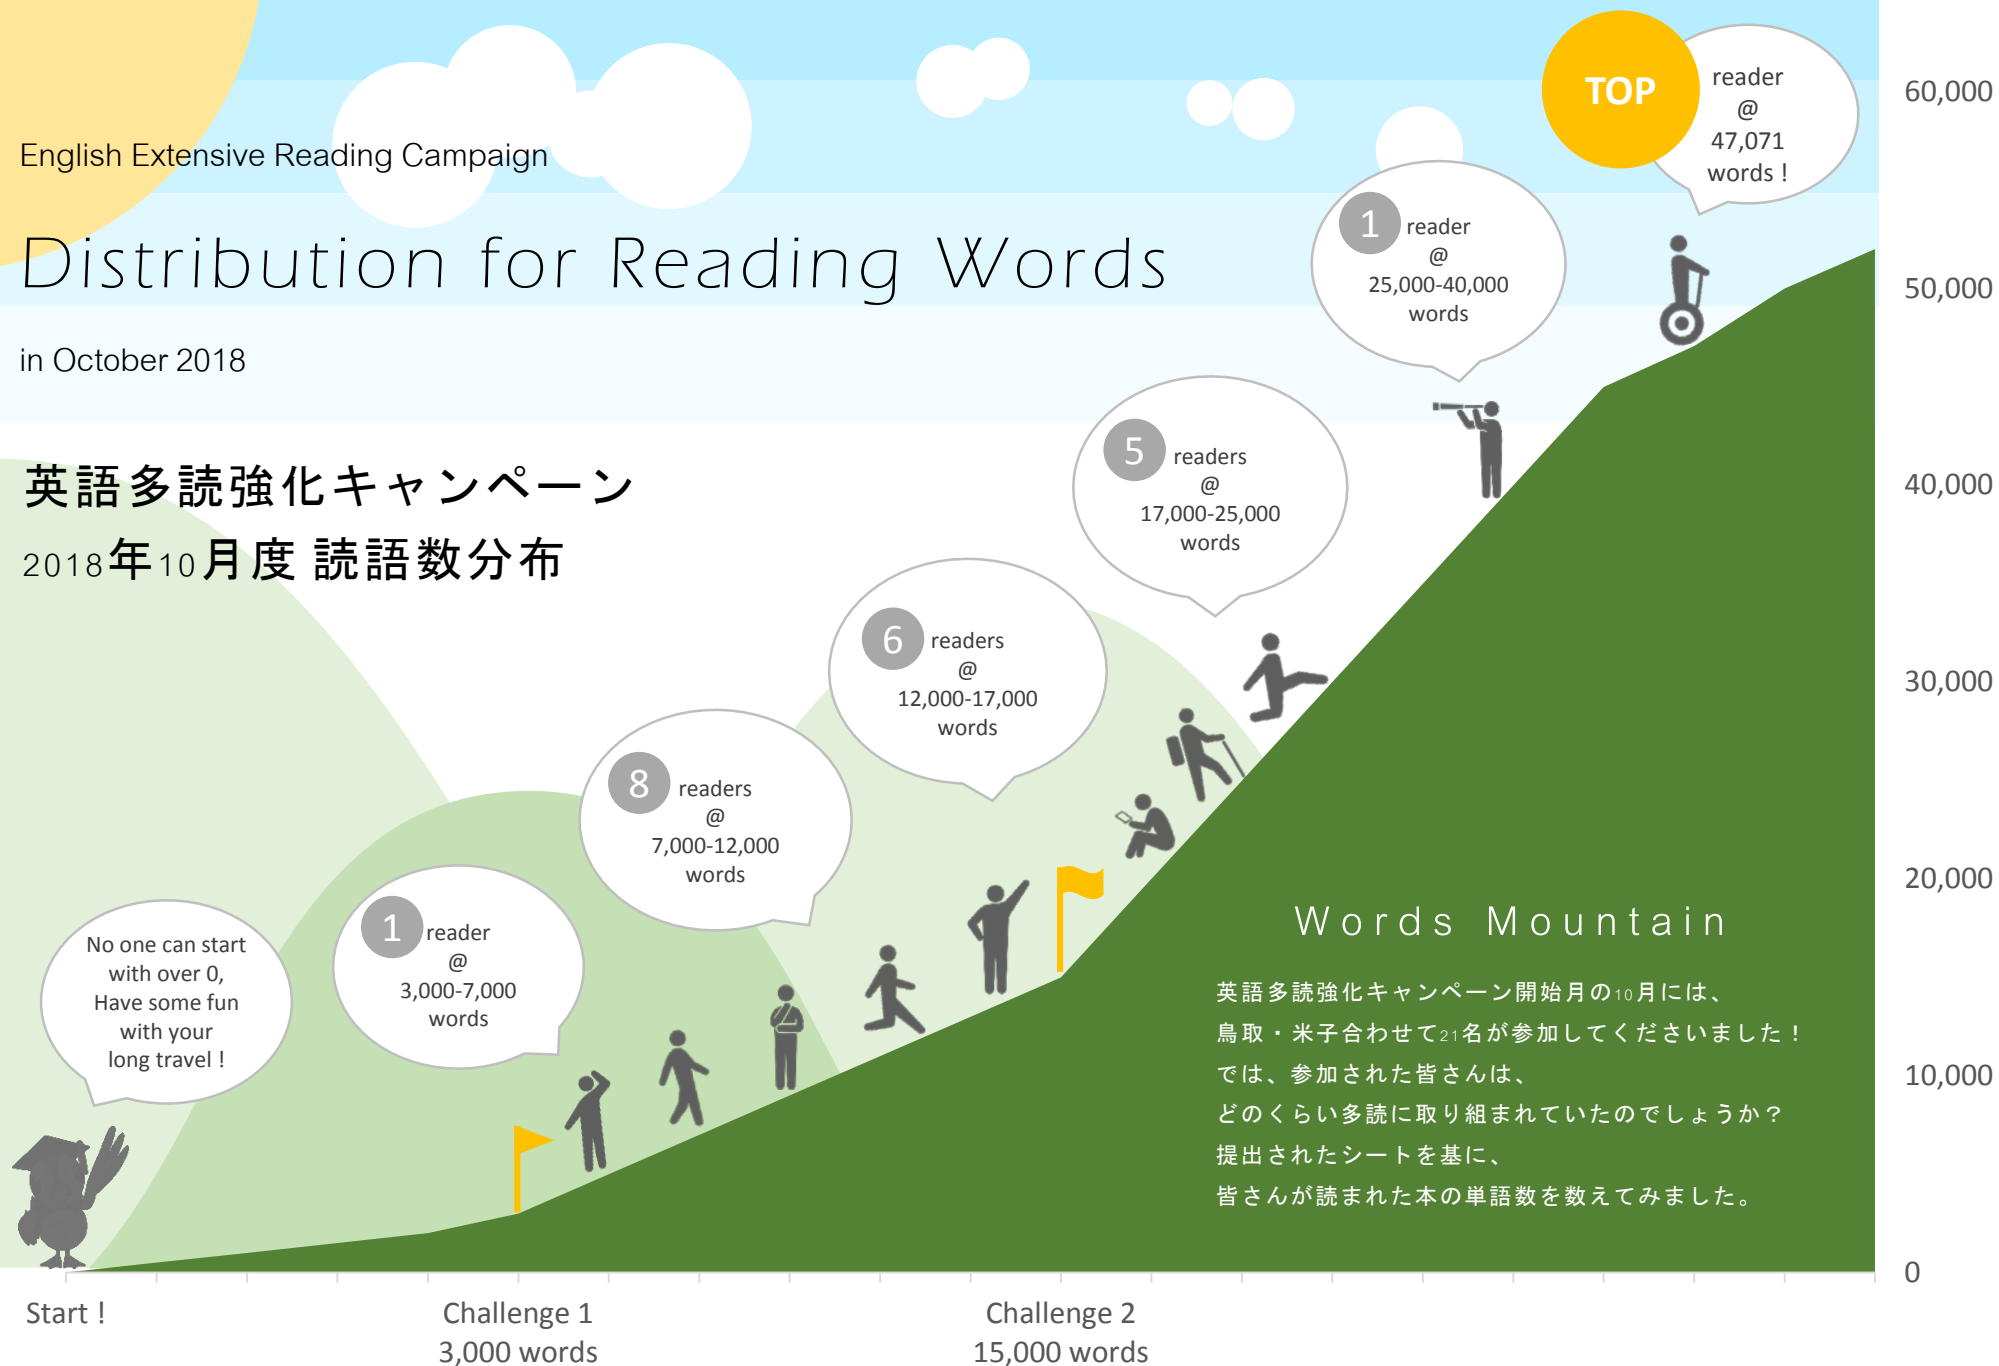 English Extensive Reading Campaign
Distribution for Reading Words
in October 2018
英語多読強化キャンペーン
2018年10月度 読語数分布
No one can start
with over 0,
Have some fun
with your
long travel !
1 reader
@
3,000-7,000
words
8 readers
@
7,000-12,000
words
6 readers
@
12,000-17,000
words
5 readers
@
17,000-25,000
words
1 reader
@
25,000-40,000
words
TOP reader
@
47,071
words !
60,000
50,000
40,000
30,000
20,000
10,000
0
Words Mountain
英語多読強化キャンペーン開始月の10月には、
鳥取・米子合わせて21名が参加してくださいました！
では、参加された皆さんは、
どのくらい多読に取り組まれていたのでしょうか？
提出されたシートを基に、
皆さんが読まれた本の単語数を数えてみました。
Start !
Challenge 1
3,000 words
Challenge 2
15,000 words